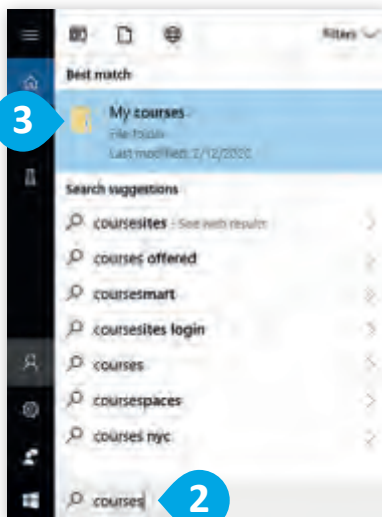 Filters
Best match
3
My courses
File folder
Last modified: 2/12/2020
Search suggestions
coursesites - See web results
courses offered
coursesmart
coursesites login
courses
coursespaces
courses nyc
courses
2